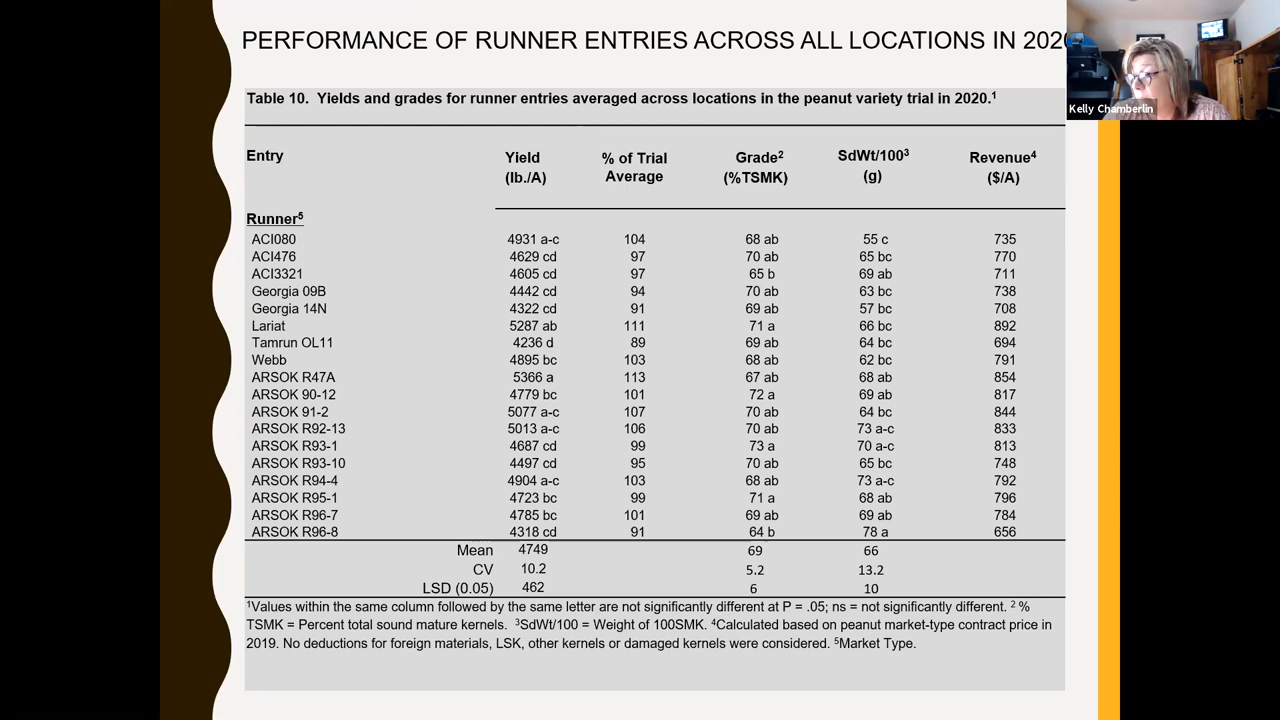 PERFORMANCE OF RUNNER ENTRIES ACROSS ALL LOCATIONS IN 202
Kelly Chamberlin
Table 10. Yields and grades for runner entries averaged across locations in the peanut variety trial in 2020.¹
Entry Yield (lb./A) % of Trial Average Grade² (%TSMK) SdWt/100³ (g) Revenue⁴ ($/A)
Runner⁵
ACI080 4931 a-c 104 68 ab 55 c 735
ACI476 4629 cd 97 70 ab 65 bc 770
ACI3321 4605 cd 97 65 b 69 ab 711
Georgia 09B 4442 cd 94 70 ab 63 bc 738
Georgia 14N 4322 cd 91 69 ab 57 bc 708
Lariat 5287 ab 111 71 a 66 bc 892
Tamrun OL11 4236 d 89 69 ab 64 bc 694
Webb 4895 bc 103 68 ab 62 bc 791
ARSOK R47A 5366 a 113 67 ab 68 ab 854
ARSOK 90-12 4779 bc 101 72 a 69 ab 817
ARSOK 91-2 5077 a-c 107 70 ab 64 bc 844
ARSOK R92-13 5013 a-c 106 70 ab 73 a-c 833
ARSOK R93-1 4687 cd 99 73 a 70 a-c 813
ARSOK R93-10 4497 cd 95 70 ab 65 bc 748
ARSOK R94-4 4904 a-c 103 68 ab 73 a-c 792
ARSOK R95-1 4723 bc 99 71 a 68 ab 796
ARSOK R96-7 4785 bc 101 69 ab 69 ab 784
ARSOK R96-8 4318 cd 91 64 b 78 a 656
Mean 4749 69 66
CV 10.2 5.2 13.2
LSD (0.05) 462 6 10
¹Values within the same column followed by the same letter are not significantly different at P = .05; ns = not significantly different. ² %
TSMK = Percent total sound mature kernels. ³SdWt/100 = Weight of 100SMK. ⁴Calculated based on peanut market-type contract price in
2019. No deductions for foreign materials, LSK, other kernels or damaged kernels were considered. ⁵Market Type.